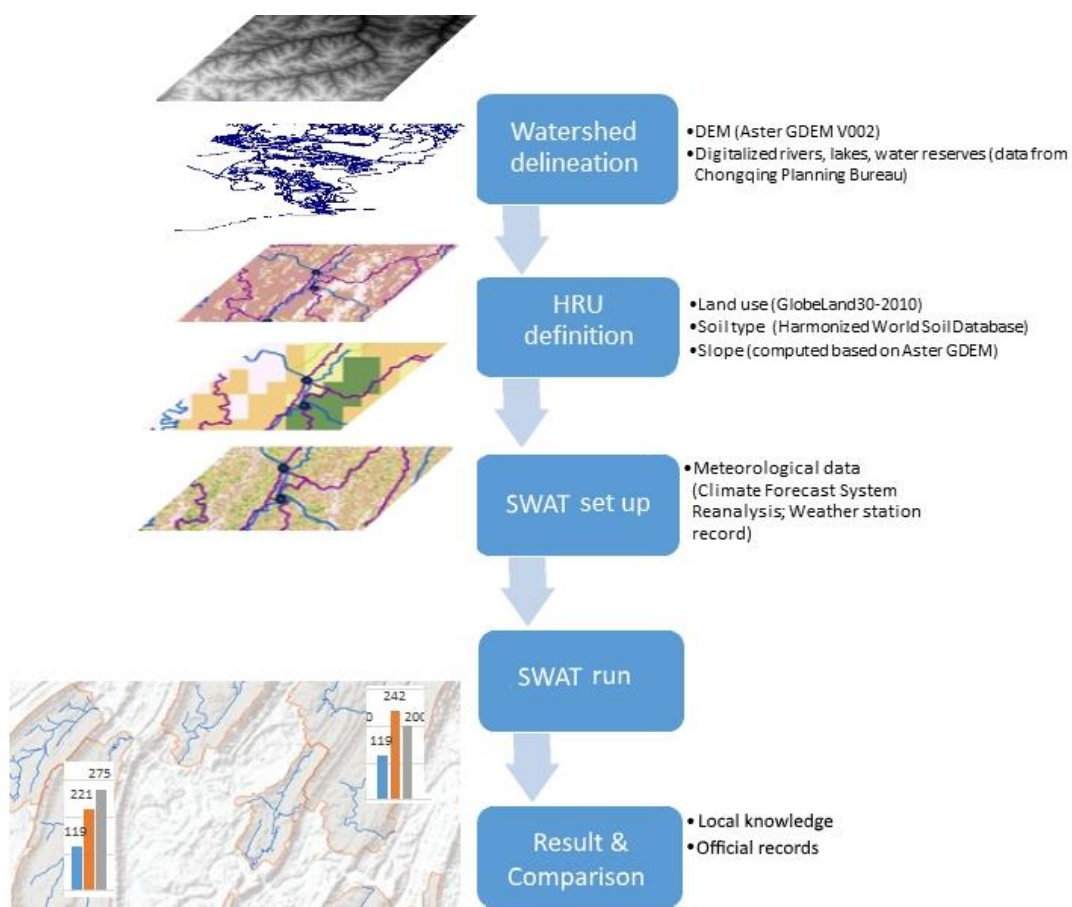 Watershed
delineation
•DEM (Aster GDEM V002)
•Digitalized rivers, lakes, water reserves (data from
Chongqing Planning Bureau)
HRU
definition
•Land use (GlobeLand30-2010)
•Soil type (Harmonized World Soil Database)
•Slope (computed based on Aster GDEM)
SWAT set up
•Meteorological data
(Climate Forecast System
Reanalysis; Weather station
record)
SWAT run
242
200
119
275
221
119
Result &
Comparison
•Local knowledge
•Official records